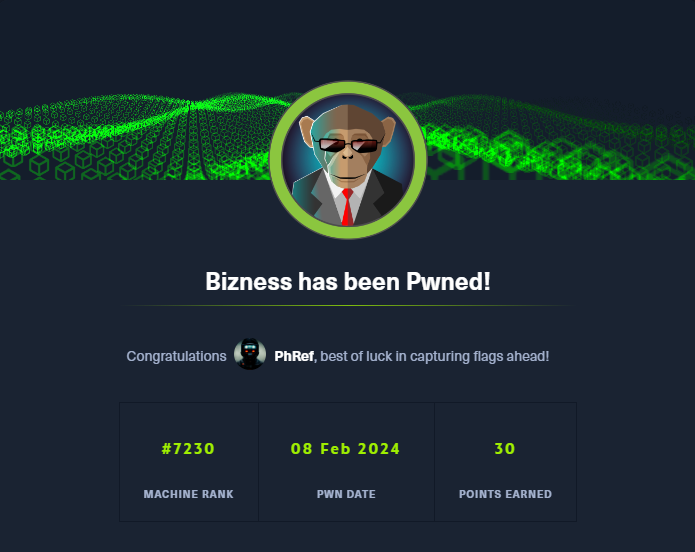 Bizness has been Pwned!
Congratulations PhRef, best of luck in capturing flags ahead!
#7230 08 Feb 2024 30
MACHINE RANK PWN DATE POINTS EARNED